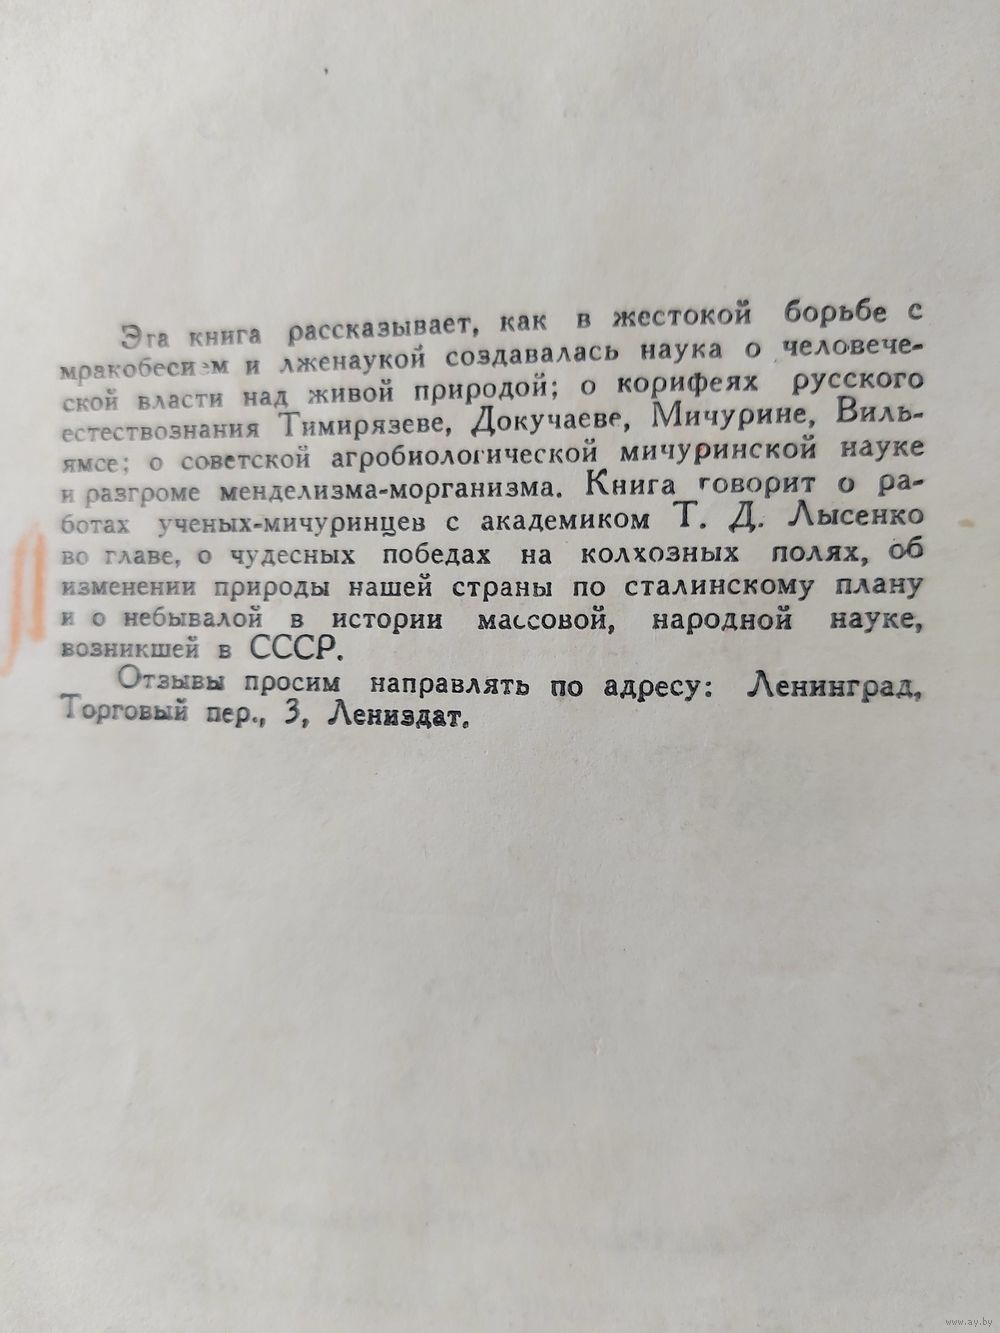 Эта книга рассказывает, как в жестокой борьбе с
мракобесием и лженаукой создавалась наука о человече-
ской власти над живой природой; о корифеях русского
естествознания Тимирязеве, Докучаеве, Мичурине, Виль-
ямсе; о советской агробиологической мичуринской науке
и разгроме менделизма-морганизма. Книга говорит о ра-
ботах ученых-мичуринцев с академиком Т. Д. Лысенко
во главе, о чудесных победах на колхозных полях, об
изменении природы нашей страны по сталинскому плану
и о небывалой в истории массовой, народной науке,
возникшей в СССР.
Отзывы просим направлять по адресу: Ленинград,
Торговый пер., 3, Лениздат.
www.ay.by